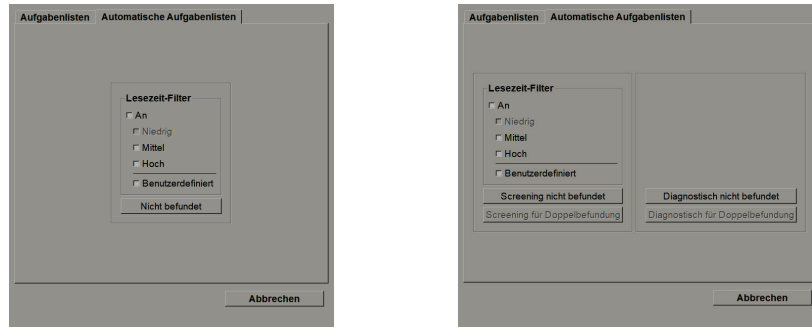 Aufgabenlisten Automatische Aufgabenlisten
Lesezeit-Filter
An
Niedrig
Mittel
Hoch
Benutzerdefiniert
Nicht befundet
Abbrechen
Aufgabenlisten Automatische Aufgabenlisten
Lesezeit-Filter
An
Niedrig
Mittel
Hoch
Benutzerdefiniert
Screening nicht befundet Diagnostisch nicht befundet
Screening für Doppelbefundung Diagnostisch für Doppelbefundung
Abbrechen